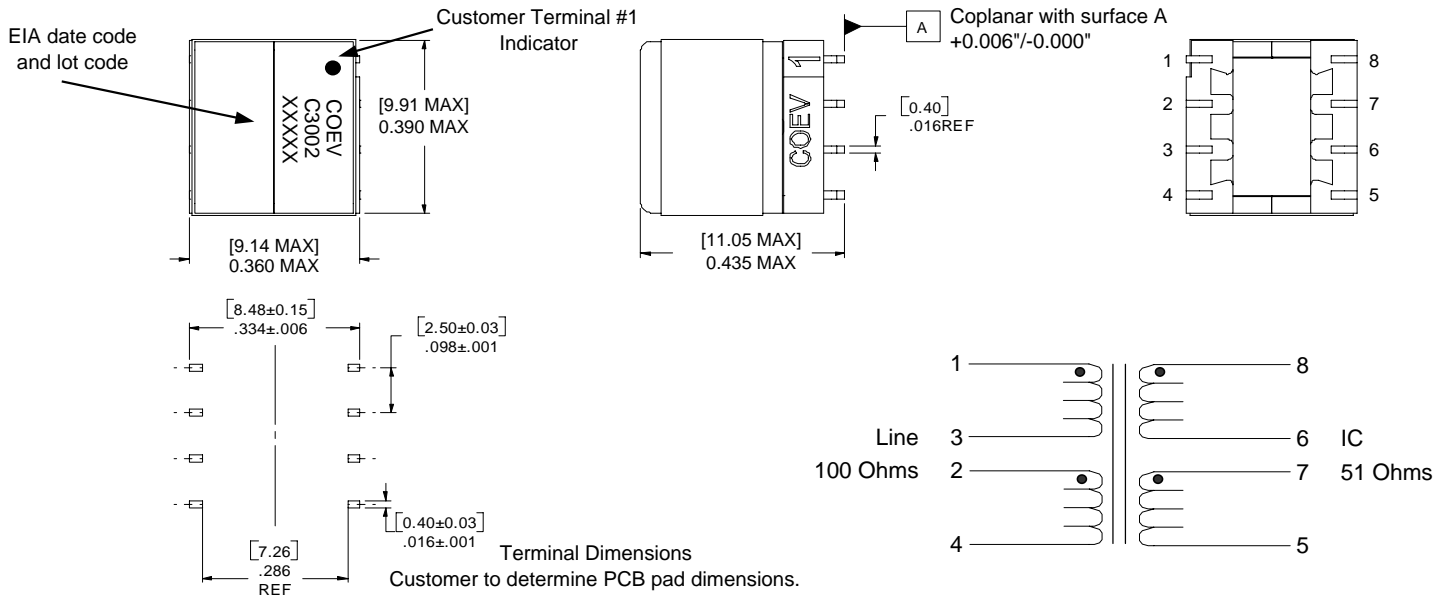 EIA date code
and lot code
Customer Terminal #1
Indicator
COEV
C3002
XXXXX
[9.91 MAX]
0.390 MAX
[9.14 MAX]
0.360 MAX
1
COEV
A
Coplanar with surface A
+0.006"/-0.000"
[0.40]
.016REF
[11.05 MAX]
0.435 MAX
1
2
3
4
8
7
6
5
[8.48±0.15]
.334±.006
[2.50±0.03]
.098±.001
[0.40±0.03]
.016±.001
[7.26]
.286
REF
Terminal Dimensions
Customer to determine PCB pad dimensions.
1
8
Line 3
6 IC
100 Ohms 2
7 51 Ohms
4
5